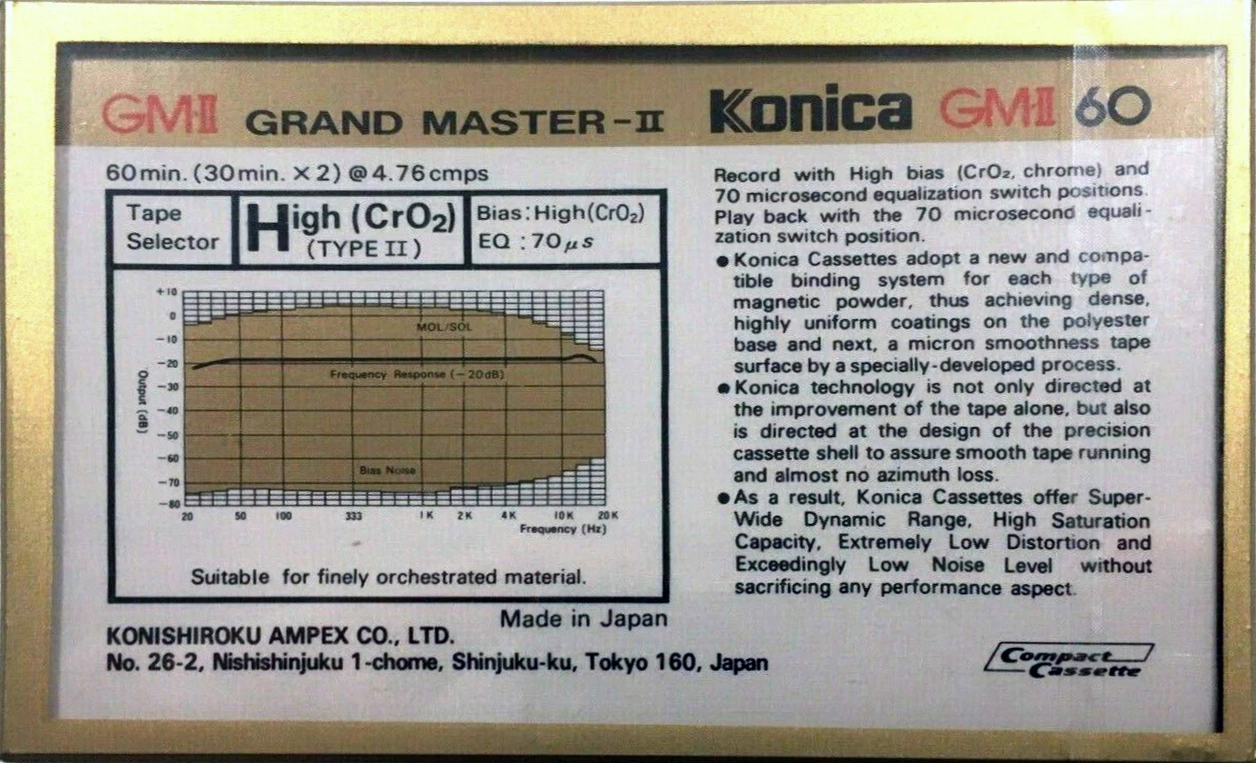 GM-II GRAND MASTER-II Konica GM-II 60
60min. (30min. × 2) @ 4.76 cmps
Tape
Selector
High (CrO₂)
(TYPE II)
Bias: High(CrO₂)
EQ : 70μs
+10
0
-10
-20
-30
-40
-50
-60
-70
-80
Output (dB)
MOL/SOL
Frequency Response (-20dB)
Bias Noise
20 50 100 333 1K 2K 4K 10K 20K
Frequency (Hz)
Suitable for finely orchestrated material.
Made in Japan
KONISHIROKU AMPEX CO., LTD.
No. 26-2, Nishishinjuku 1-chome, Shinjuku-ku, Tokyo 160, Japan
Record with High bias (CrO₂, chrome) and
70 microsecond equalization switch positions.
Play back with the 70 microsecond equali-
zation switch position.
●Konica Cassettes adopt a new and compa-
tible binding system for each type of
magnetic powder, thus achieving dense,
highly uniform coatings on the polyester
base and next, a micron smoothness tape
surface by a specially-developed process.
●Konica technology is not only directed at
the improvement of the tape alone, but also
is directed at the design of the precision
cassette shell to assure smooth tape running
and almost no azimuth loss.
●As a result, Konica Cassettes offer Super-
Wide Dynamic Range, High Saturation
Capacity, Extremely Low Distortion and
Exceedingly Low Noise Level without
sacrificing any performance aspect.
Compact
Cassette